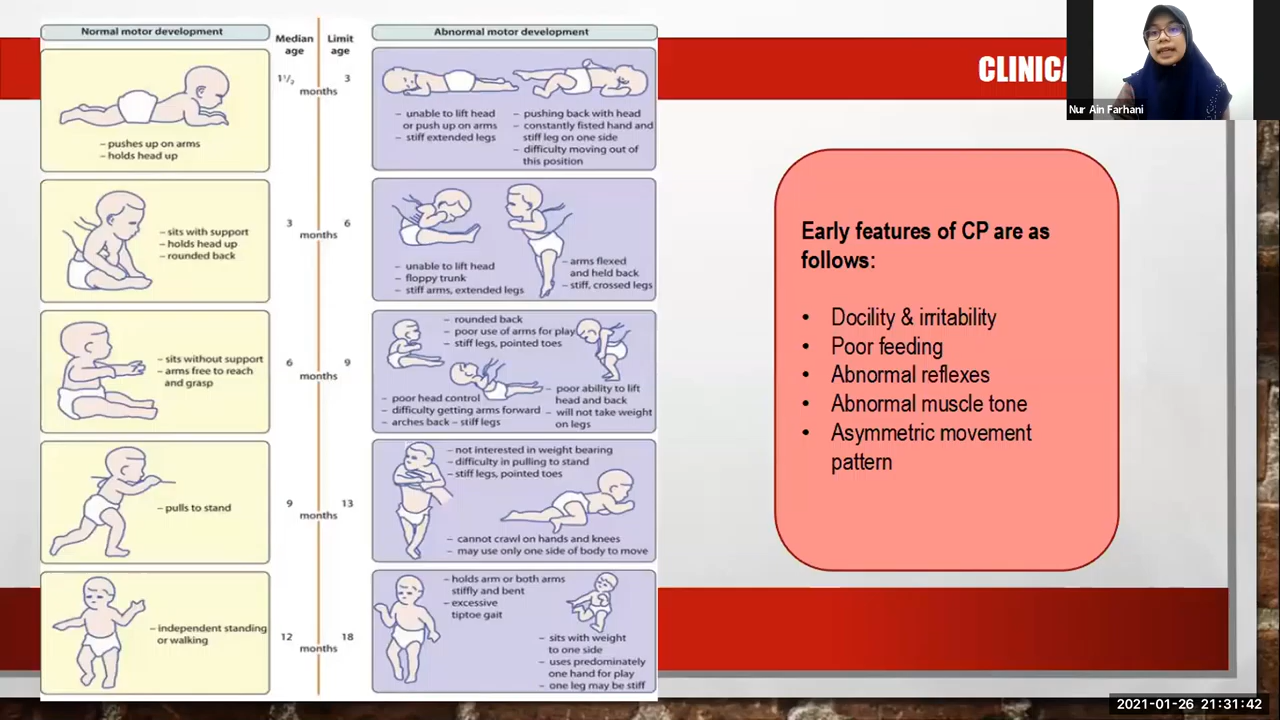 Normal motor development
Median
age
Limit
age
Abnormal motor development
– pushes up on arms
– holds head up
1½
3
months
– unable to lift head
or push up on arms
– stiff extended legs
– pushing back with head
– constantly fisted hand and
stiff leg on one side
– difficulty moving out of
this position
– sits with support
– holds head up
– rounded back
3
6
months
– unable to lift head
– floppy trunk
– stiff arms, extended legs
– arms flexed
and held back
– stiff, crossed legs
– sits without support
– arms free to reach
and grasp
6
9
months
– rounded back
– poor use of arms for play
– stiff legs, pointed toes
– poor head control
– difficulty getting arms forward
– arches back – stiff legs
– poor ability to lift
head and back
– will not take weight
on legs
– pulls to stand
9
13
months
– not interested in weight bearing
– difficulty in pulling to stand
– stiff legs, pointed toes
– cannot crawl on hands and knees
– may use only one side of body to move
– independent standing
or walking
12
18
months
– holds arm or both arms
stiffly and bent
– excessive
tiptoe gait
– sits with weight
to one side
– uses predominately
one hand for play
– one leg may be stiff
Nur Ain Farhani
Early features of CP are as
follows:
• Docility & irritability
• Poor feeding
• Abnormal reflexes
• Abnormal muscle tone
• Asymmetric movement
pattern
2021-01-26 21:31:42